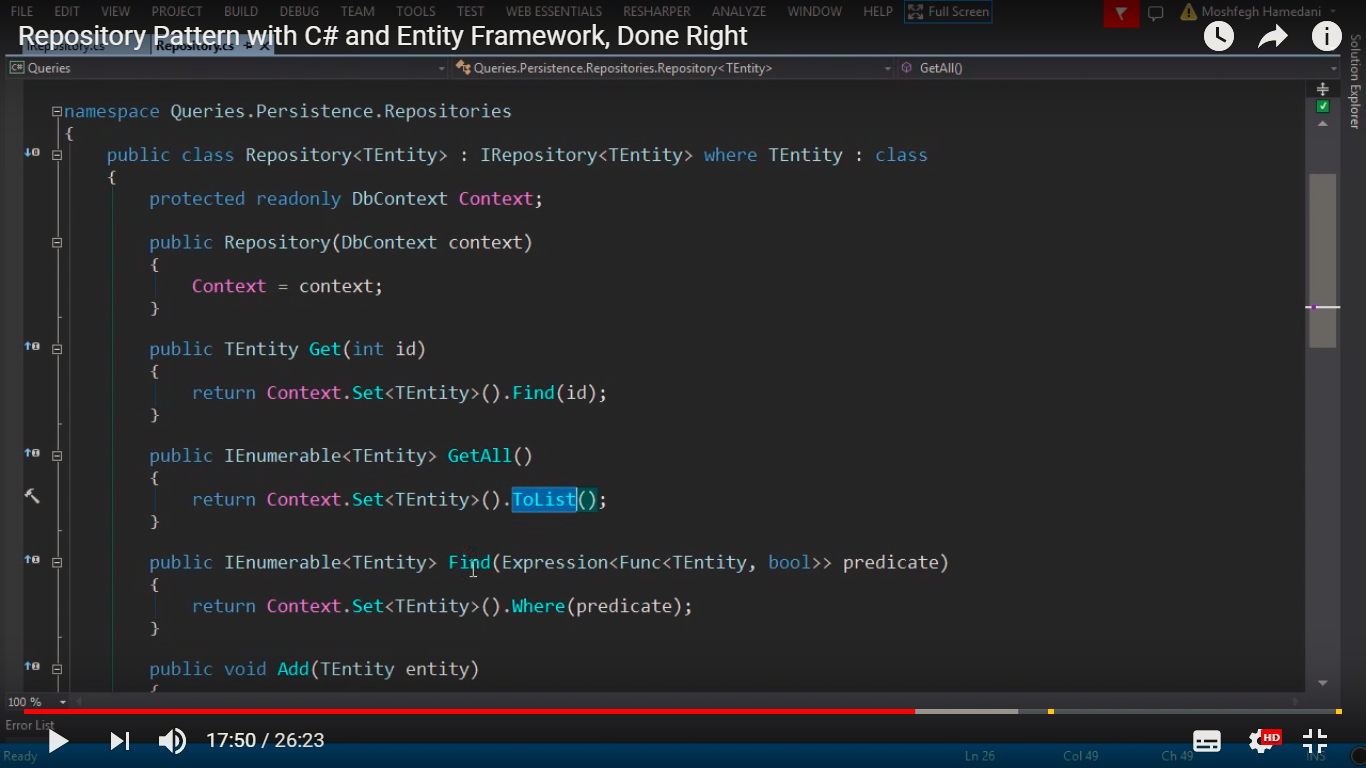 FILE EDIT VIEW PROJECT BUILD DEBUG TEAM TOOLS TEST WEB ESSENTIALS RESHARPER ANALYZE WINDOW HELP Full Screen Moshfegh Hamedani
Repository Pattern with C# and Entity Framework, Done Right
IRepository.cs Repository.cs
Solution Explorer
C# Queries Queries.Persistence.Repositories.Repository<TEntity> GetAll()
namespace Queries.Persistence.Repositories
{
public class Repository<TEntity> : IRepository<TEntity> where TEntity : class
{
protected readonly DbContext Context;
public Repository(DbContext context)
{
Context = context;
}
public TEntity Get(int id)
{
return Context.Set<TEntity>().Find(id);
}
public IEnumerable<TEntity> GetAll()
{
return Context.Set<TEntity>().ToList();
}
public IEnumerable<TEntity> Find(Expression<Func<TEntity, bool>> predicate)
{
return Context.Set<TEntity>().Where(predicate);
}
public void Add(TEntity entity)
{
100 %
Error List
17:50 / 26:23 HD
Ready Ln 26 Col 49 Ch 49 INS